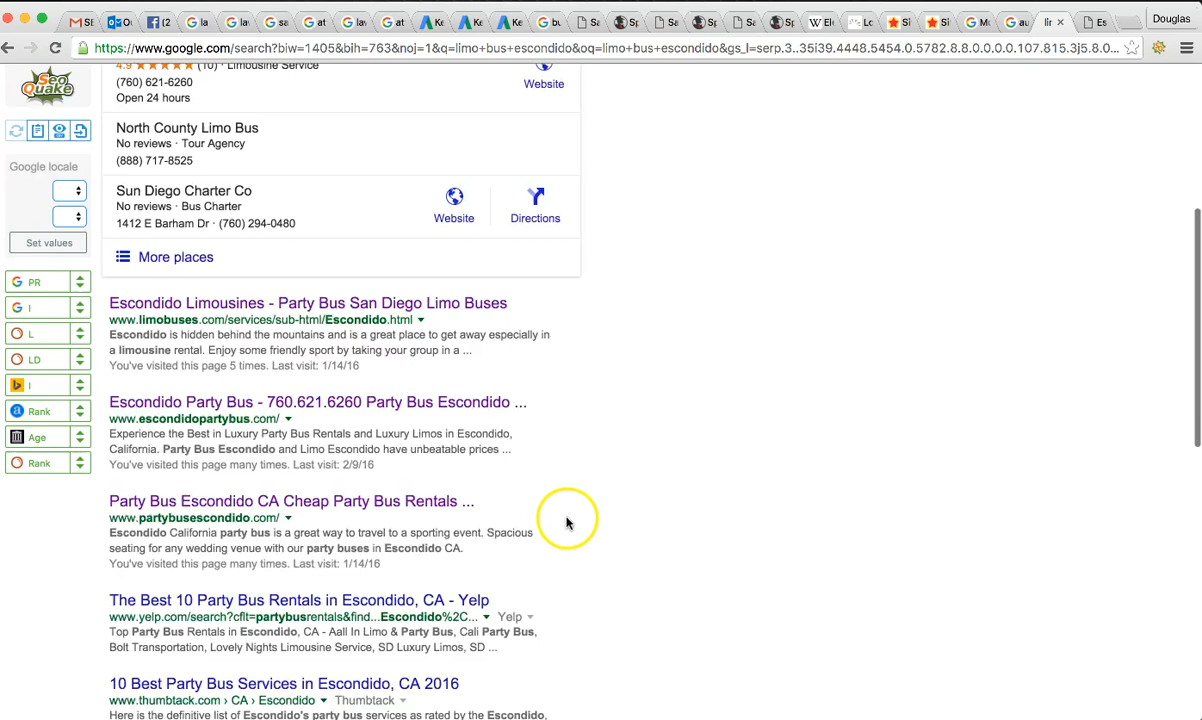 Douglas
https://www.google.com/search?biw=1405&bih=763&noj=1&q=limo+bus+escondido&oq=limo+bus+escondido&gs_l=serp.3..35i39.4448.5454.0.5782.8.8.0.0.0.0.107.815.3j5.8.0...
SeoQuake
Google locale
Set values
PR
I
L
LD
I
Rank
Age
Rank
4.9 (10) · Limousine Service
(760) 621-6260
Open 24 hours
Website
North County Limo Bus
No reviews · Tour Agency
(888) 717-8525
Sun Diego Charter Co
No reviews · Bus Charter
1412 E Barham Dr · (760) 294-0480
Website
Directions
More places
Escondido Limousines - Party Bus San Diego Limo Buses
www.limobuses.com/services/sub-html/Escondido.html
Escondido is hidden behind the mountains and is a great place to get away especially in
a limousine rental. Enjoy some friendly sport by taking your group in a ...
You've visited this page 5 times. Last visit: 1/14/16
Escondido Party Bus - 760.621.6260 Party Bus Escondido ...
www.escondidopartybus.com/
Experience the Best in Luxury Party Bus Rentals and Luxury Limos in Escondido,
California. Party Bus Escondido and Limo Escondido have unbeatable prices ...
You've visited this page many times. Last visit: 2/9/16
Party Bus Escondido CA Cheap Party Bus Rentals ...
www.partybusescondido.com/
Escondido California party bus is a great way to travel to a sporting event. Spacious
seating for any wedding venue with our party buses in Escondido CA.
You've visited this page many times. Last visit: 1/14/16
The Best 10 Party Bus Rentals in Escondido, CA - Yelp
www.yelp.com/search?cflt=partybusrentals&find...Escondido%2C... Yelp
Top Party Bus Rentals in Escondido, CA - Aall In Limo & Party Bus, Cali Party Bus,
Bolt Transportation, Lovely Nights Limousine Service, SD Luxury Limos, SD ...
10 Best Party Bus Services in Escondido, CA 2016
www.thumbtack.com › CA › Escondido Thumbtack
Here is the definitive list of Escondido's party bus services as rated by the Escondido,